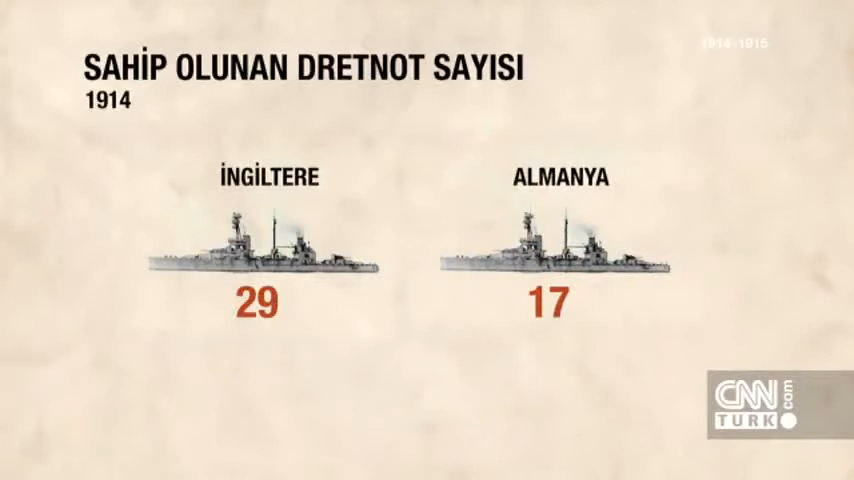 1914-1915
SAHİP OLUNAN DRETNOT SAYISI
1914
İNGİLTERE
ALMANYA
29
17
CNN
TURK
.com